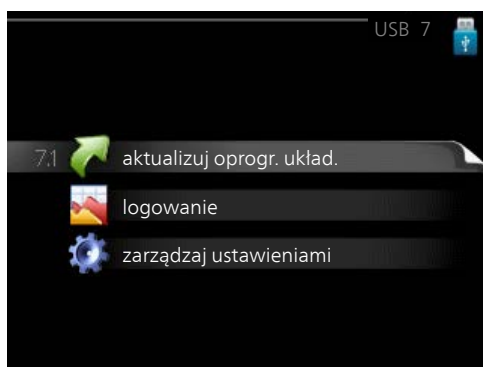 USB 7
7.1 aktualizuj oprogr. układ.
logowanie
zarządzaj ustawieniami